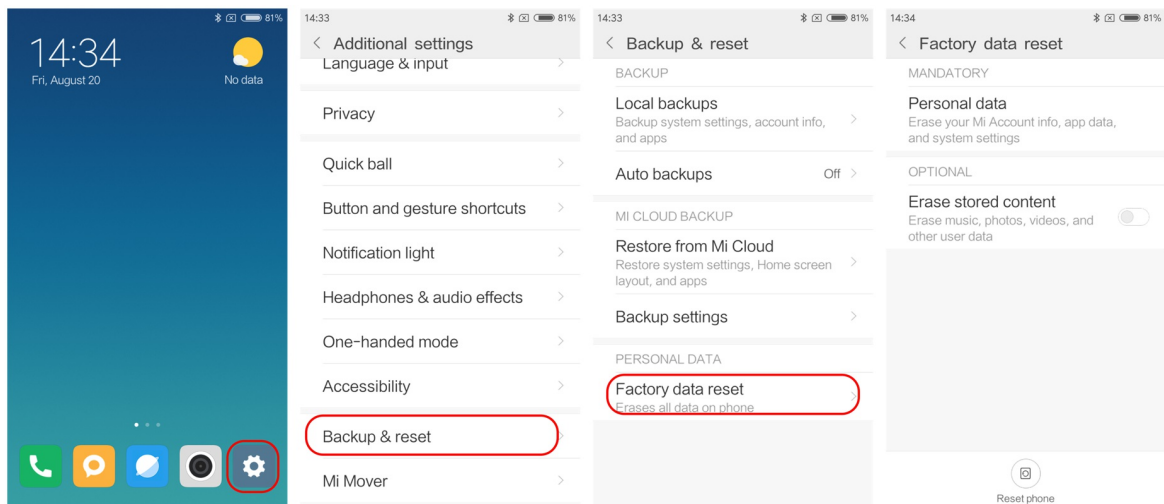 81%
14:34
Fri, August 20
No data
14:33
81%
Additional settings
Language & input
Privacy
Quick ball
Button and gesture shortcuts
Notification light
Headphones & audio effects
One-handed mode
Accessibility
Backup & reset
Mi Mover
14:33
81%
Backup & reset
BACKUP
Local backups
Backup system settings, account info,
and apps
Auto backups Off
MI CLOUD BACKUP
Restore from Mi Cloud
Restore system settings, Home screen
layout, and apps
Backup settings
PERSONAL DATA
Factory data reset
Erases all data on phone
14:34
81%
Factory data reset
MANDATORY
Personal data
Erase your Mi Account info, app data,
and system settings
OPTIONAL
Erase stored content
Erase music, photos, videos, and
other user data
Reset phone